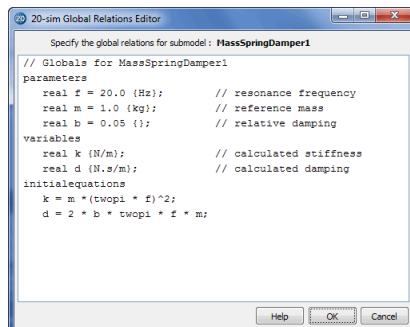 20-sim Global Relations Editor
Specify the global relations for submodel : MassSpringDamper1
// Globals for MassSpringDamper1
parameters
real f = 20.0 {Hz}; // resonance frequency
real m = 1.0 {kg}; // reference mass
real b = 0.05 {}; // relative damping
variables
real k {N/m}; // calculated stiffness
real d {N.s/m}; // calculated damping
initialequations
k = m *(twopi * f)^2;
d = 2 * b * twopi * f * m;
Help OK Cancel